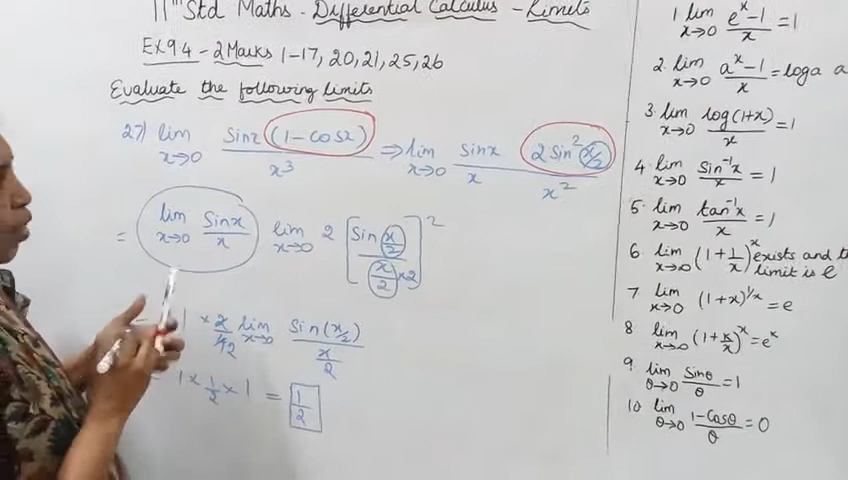 11th Std Maths - Differential Calculus - Limits
EX 9.4 - 2 Marks 1-17, 20, 21, 25, 26
Evaluate the following limits
27) lim x→0 sinx (1-cosx) / x³ ⇒ lim x→0 sinx / x 2sin² x/2 / x²
= lim x→0 sinx / x lim x→0 2 [ sin x/2 / x/2 ×2 ]²
= 1 × 2/42 lim x→0 sin(x/2) / x/2
= 1 × 1/2 × 1 = 1/2
1 lim x→0 eˣ-1 / x = 1
2. lim x→0 aˣ-1 / x = log a a
3. lim x→0 log(1+x) / x = 1
4. lim x→0 sin⁻¹x / x = 1
5. lim x→0 tan⁻¹x / x = 1
6. lim x→∞ (1+1/x)ˣ exists and
limit is e
7 lim x→0 (1+x)^1/x = e
8 lim x→∞ (1+k/x)ˣ = eᵏ
9. lim θ→0 sinθ / θ = 1
10 lim θ→0 1-cosθ / θ = 0